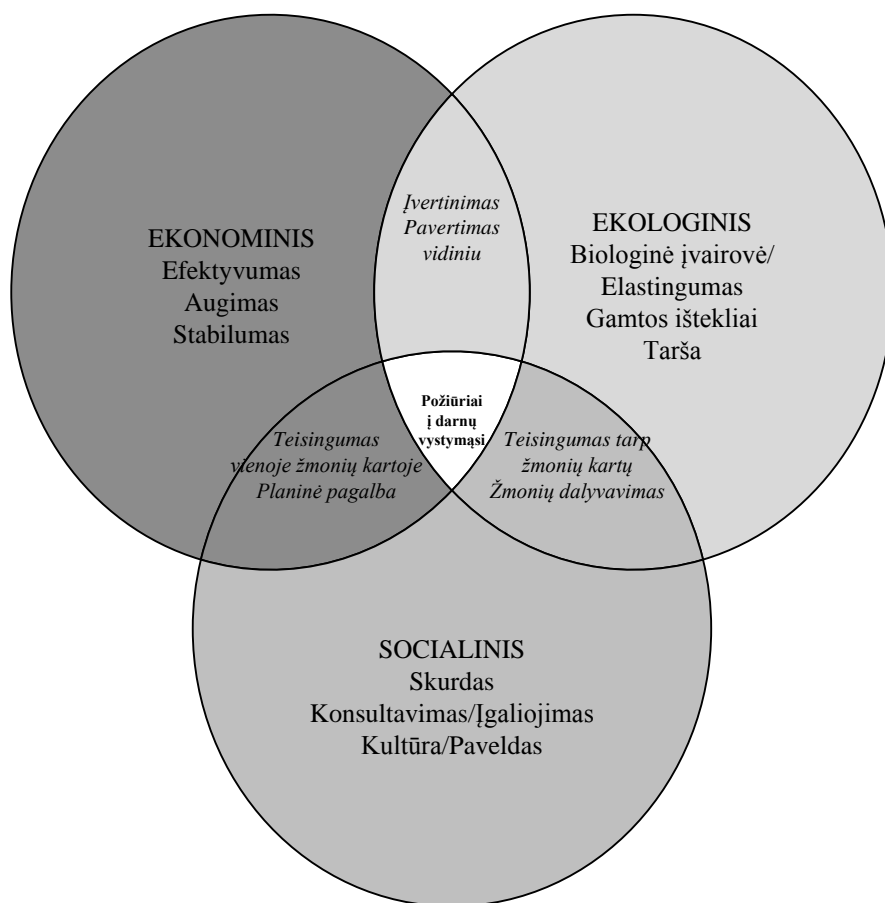 EKONOMINIS
Efektyvumas
Augimas
Stabilumas
Įvertinimas
Pavertimas
vidiniu
EKOLOGINIS
Biologinė įvairovė/
Elastingumas
Gamtos ištekliai
Tarša
Požiūriai
į darnų
vystymąsi
Teisingumas
vienoje žmonių kartoje
Planinė pagalba
Teisingumas tarp
žmonių kartų
Žmonių dalyvavimas
SOCIALINIS
Skurdas
Konsultavimas/Įgaliojimas
Kultūra/Paveldas